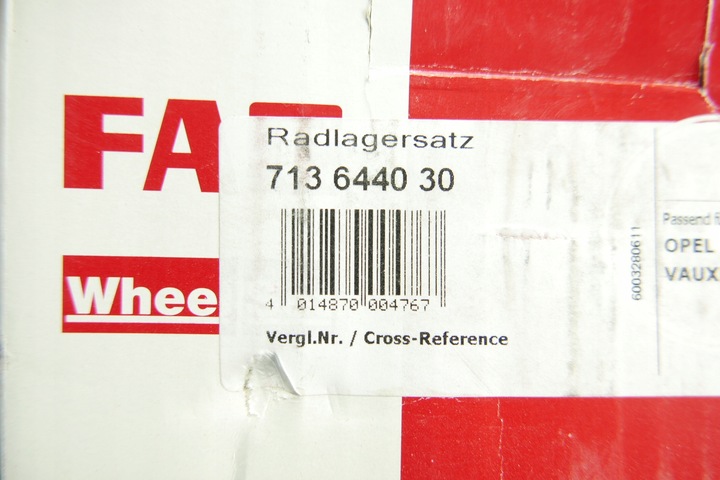 FA
Whee
Radlagersatz
713 6440 30
4 014870 004767
Vergl.Nr. / Cross-Reference
6003280611
Passend f
OPEL
VAUX